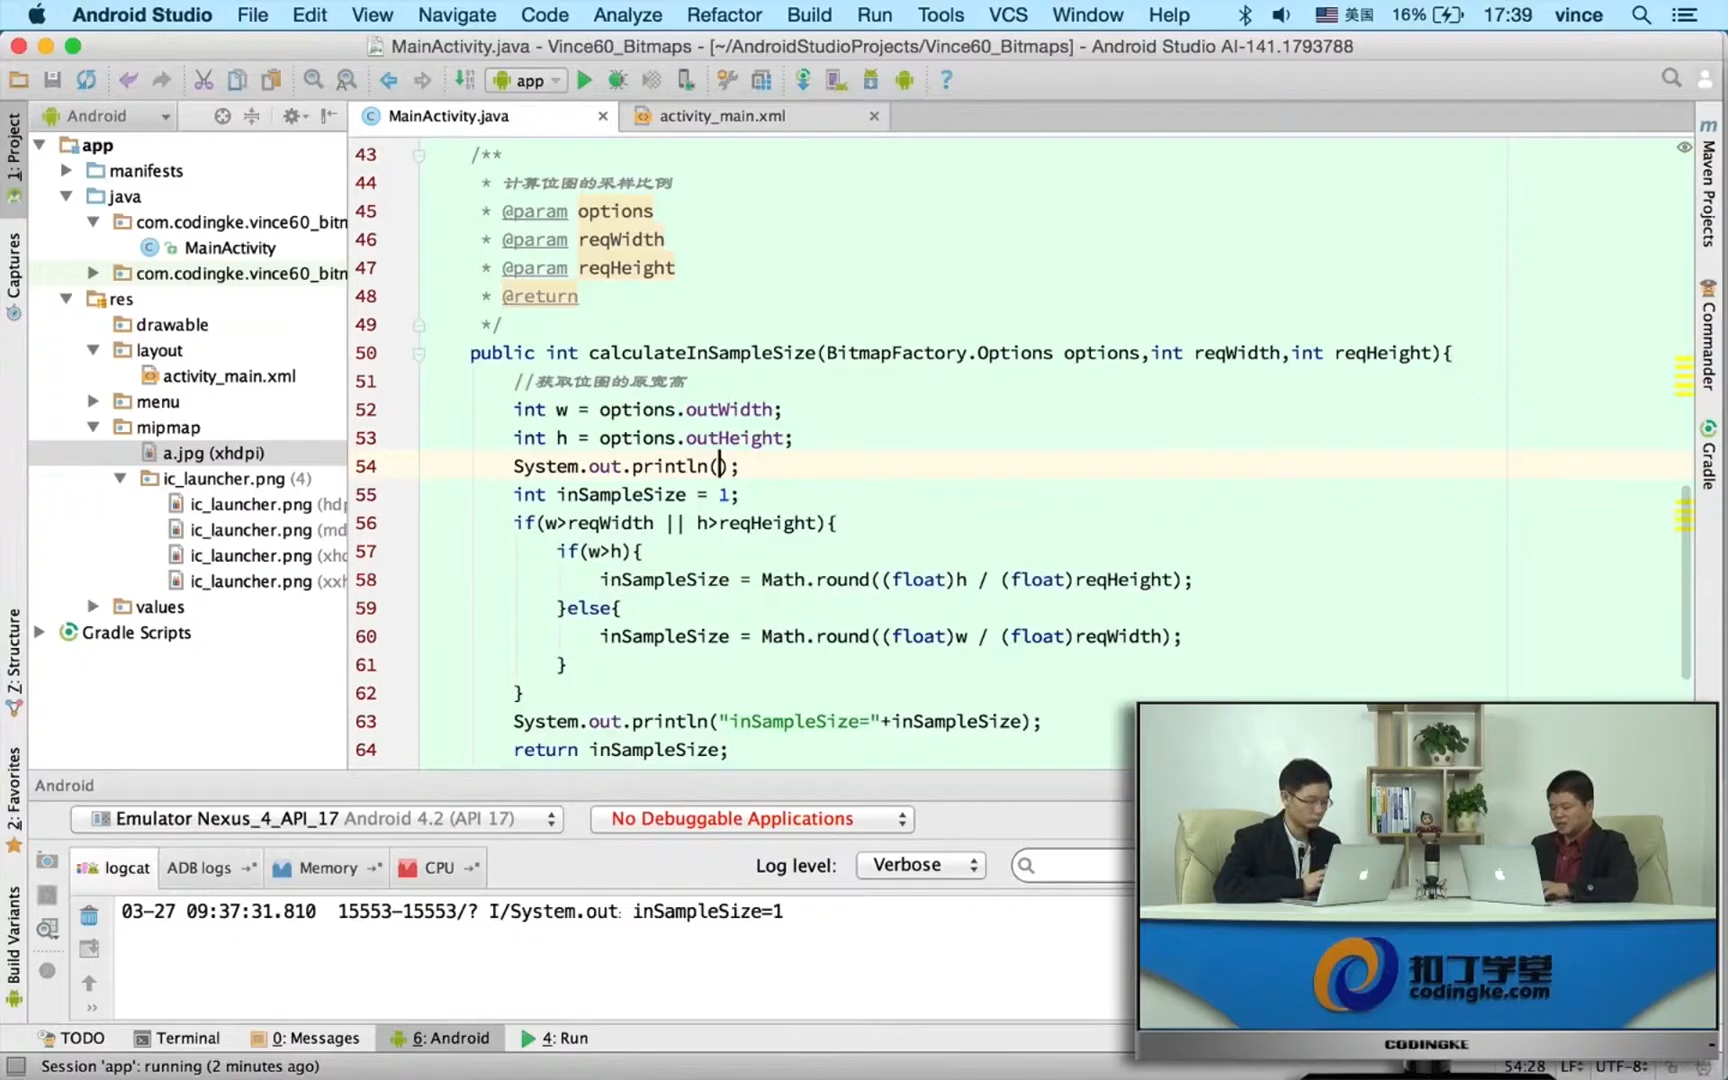 Android Studio File Edit View Navigate Code Analyze Refactor Build Run Tools VCS Window Help 美国 16% 17:39 vince
MainActivity.java - Vince60_Bitmaps - [~/AndroidStudioProjects/Vince60_Bitmaps] - Android Studio AI-141.1793788
app
Android
MainActivity.java
activity_main.xml
1: Project
Captures
Z: Structure
2: Favorites
Build Variants
app
manifests
java
com.codingke.vince60_bitm
MainActivity
com.codingke.vince60_bitm
res
drawable
layout
activity_main.xml
menu
mipmap
a.jpg (xhdpi)
ic_launcher.png (4)
ic_launcher.png (hdp
ic_launcher.png (md
ic_launcher.png (xhd
ic_launcher.png (xxh
values
Gradle Scripts
43 /**
44 * 计算位图的采样比例
45 * @param options
46 * @param reqWidth
47 * @param reqHeight
48 * @return
49 */
50 public int calculateInSampleSize(BitmapFactory.Options options,int reqWidth,int reqHeight){
51 //获取位图的原宽高
52 int w = options.outWidth;
53 int h = options.outHeight;
54 System.out.println();
55 int inSampleSize = 1;
56 if(w>reqWidth || h>reqHeight){
57 if(w>h){
58 inSampleSize = Math.round((float)h / (float)reqHeight);
59 }else{
60 inSampleSize = Math.round((float)w / (float)reqWidth);
61 }
62 }
63 System.out.println("inSampleSize="+inSampleSize);
64 return inSampleSize;
Maven Projects
Commander
Gradle
Android
Emulator Nexus_4_API_17 Android 4.2 (API 17)
No Debuggable Applications
logcat
ADB logs
Memory
CPU
Log level:
Verbose
03-27 09:37:31.810 15553-15553/? I/System.out: inSampleSize=1
扣丁学堂
codingke.com
CODINGKE
TODO
Terminal
0: Messages
6: Android
4: Run
Session 'app': running (2 minutes ago)
54:28 LF UTF-8